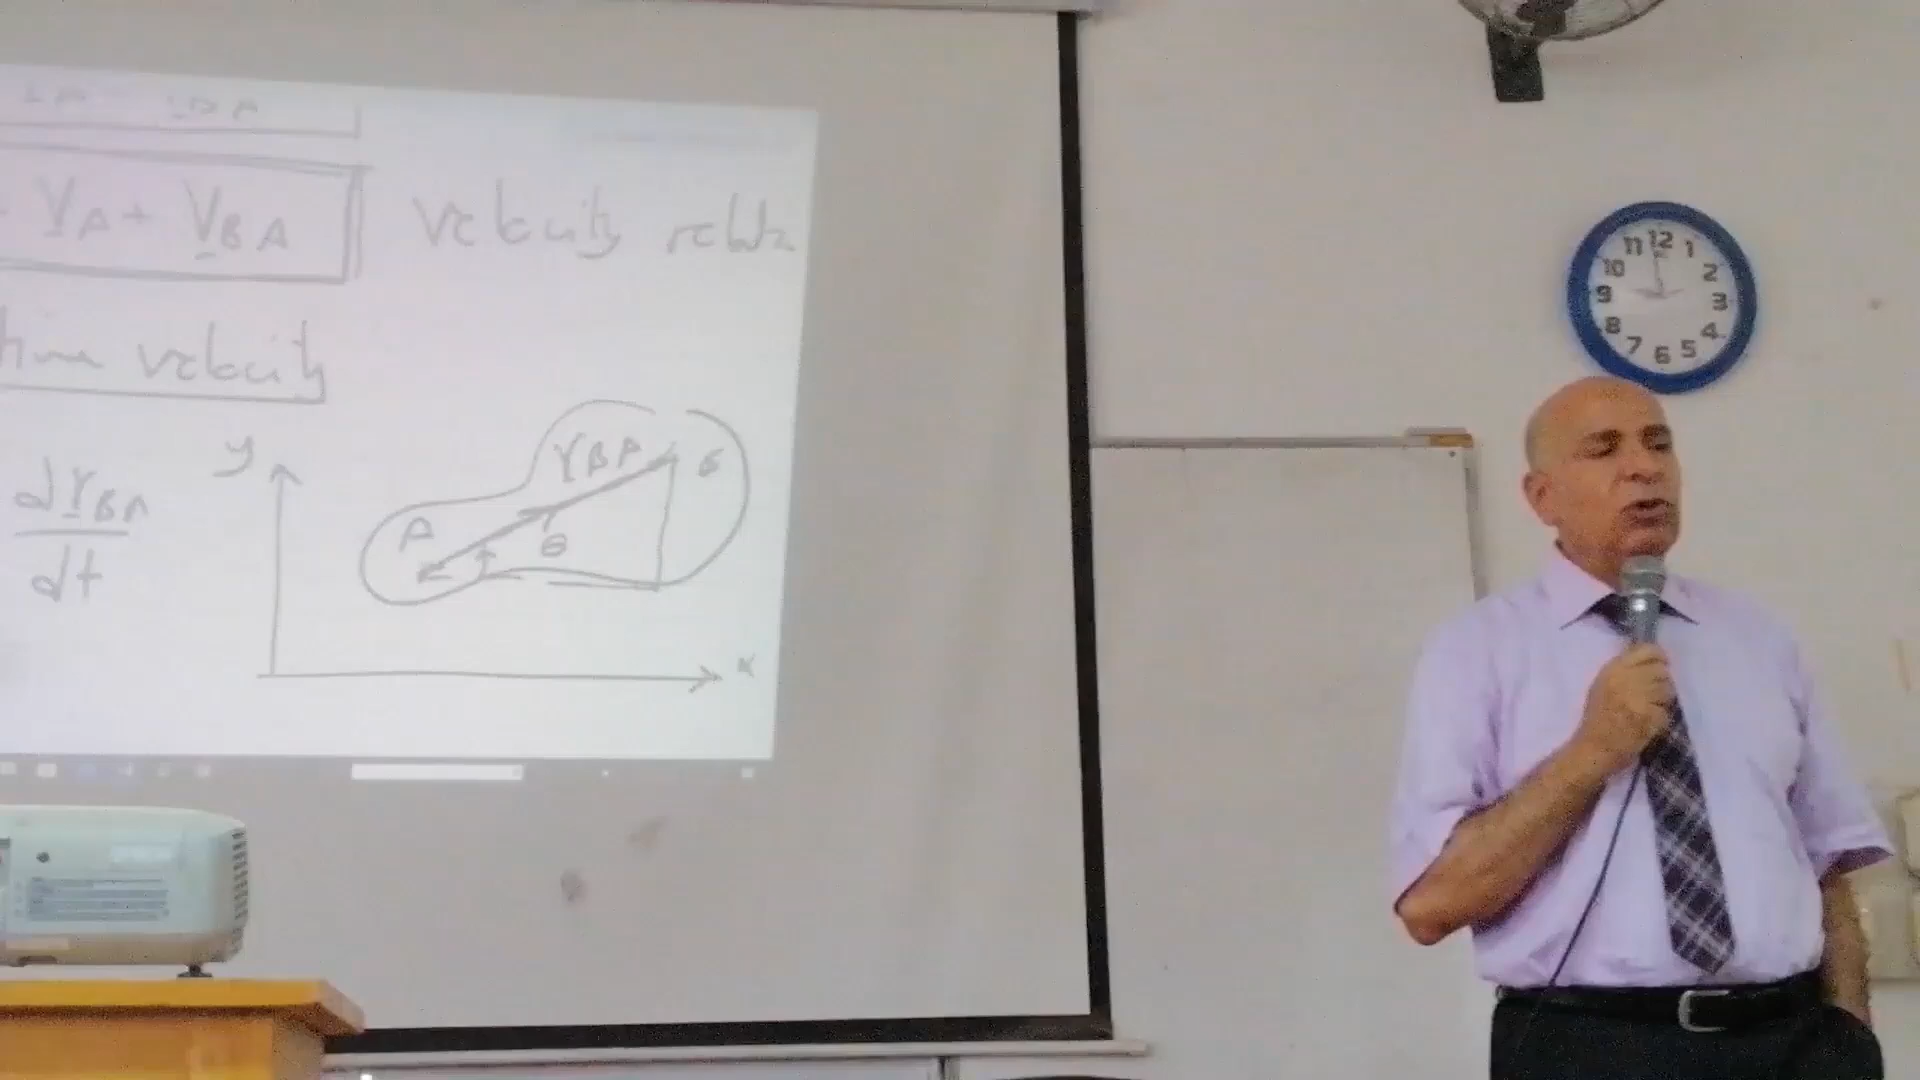 V_A + V_BA
velocity relatn
velocity
dr_BA
dt
y
r_BA
B
A
θ
x
11 12 1
10 2
9 3
8 4
7 6 5